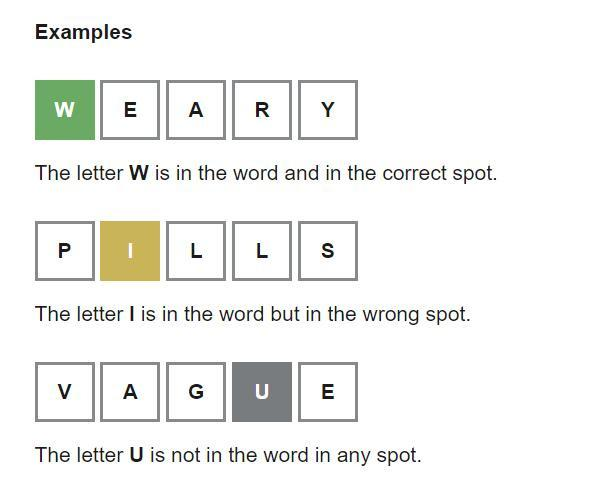 Examples
W E A R Y
The letter W is in the word and in the correct spot.
P I L L S
The letter I is in the word but in the wrong spot.
V A G U E
The letter U is not in the word in any spot.